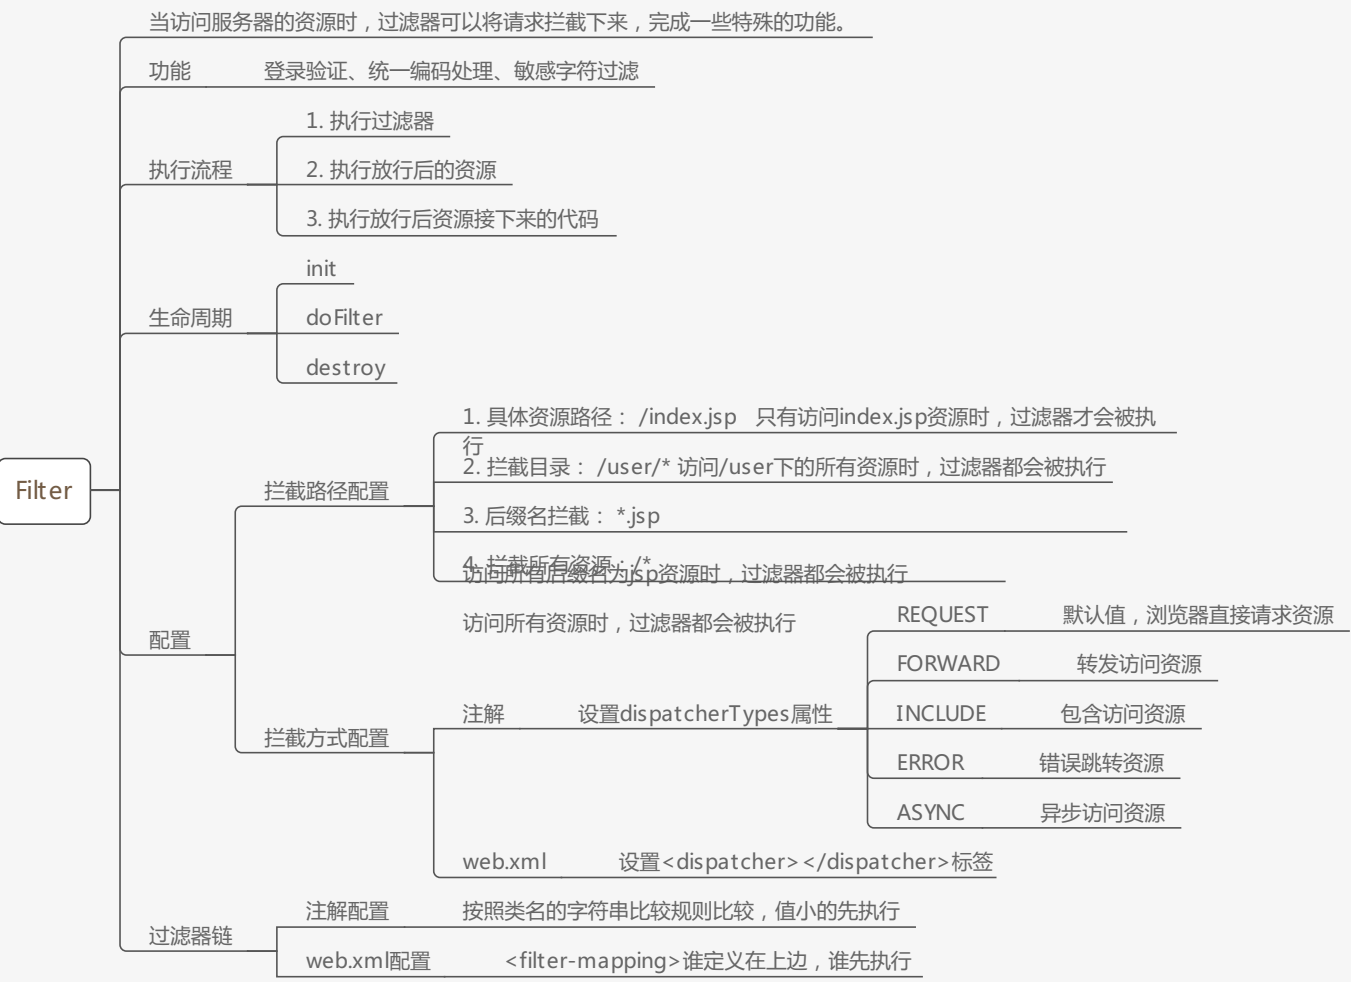 当访问服务器的资源时，过滤器可以将请求拦截下来，完成一些特殊的功能。
功能 登录验证、统一编码处理、敏感字符过滤
1. 执行过滤器
执行流程 2. 执行放行后的资源
3. 执行放行后资源接下来的代码
init
生命周期 doFilter
destroy
1. 具体资源路径： /index.jsp 只有访问index.jsp资源时，过滤器才会被执
行
2. 拦截目录： /user/* 访问/user下的所有资源时，过滤器都会被执行
Filter
拦截路径配置
3. 后缀名拦截： *.jsp
4. 拦截所有资源：/*
访问所有后缀名为jsp资源时，过滤器都会被执行
访问所有资源时，过滤器都会被执行
配置
REQUEST 默认值，浏览器直接请求资源
FORWARD 转发访问资源
注解 设置dispatcherTypes属性 INCLUDE 包含访问资源
拦截方式配置
ERROR 错误跳转资源
ASYNC 异步访问资源
web.xml 设置<dispatcher></dispatcher>标签
注解配置 按照类名的字符串比较规则比较，值小的先执行
过滤器链
web.xml配置 <filter-mapping>谁定义在上边，谁先执行